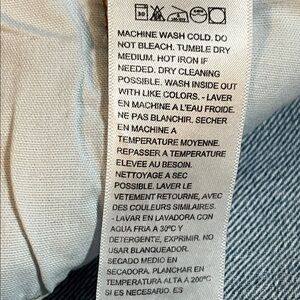 30
MACHINE WASH COLD. DO
NOT BLEACH. TUMBLE DRY
MEDIUM. HOT IRON IF
NEEDED. DRY CLEANING
POSSIBLE. WASH INSIDE OUT
WITH LIKE COLORS. - LAVER
EN MACHINE A L'EAU FROIDE.
NE PAS BLANCHIR. SECHER
EN MACHINE A
TEMPERATURE MOYENNE.
REPASSER A TEMPERATURE
ELEVEE AU BESOIN.
NETTOYAGE A SEC
POSSIBLE. LAVER LE
VETEMENT RETOURNE, AVEC
DES COULEURS SIMILAIRES.
- LAVAR EN LAVADORA CON
AGUA FRIA A 30ºC Y
DETERGENTE, EXPRIMIR. NO
USAR BLANQUEADOR.
SECADO MEDIO EN
SECADORA. PLANCHAR EN
TEMPERATURA ALTA A 200ºC
SI ES NECESARIO. ES